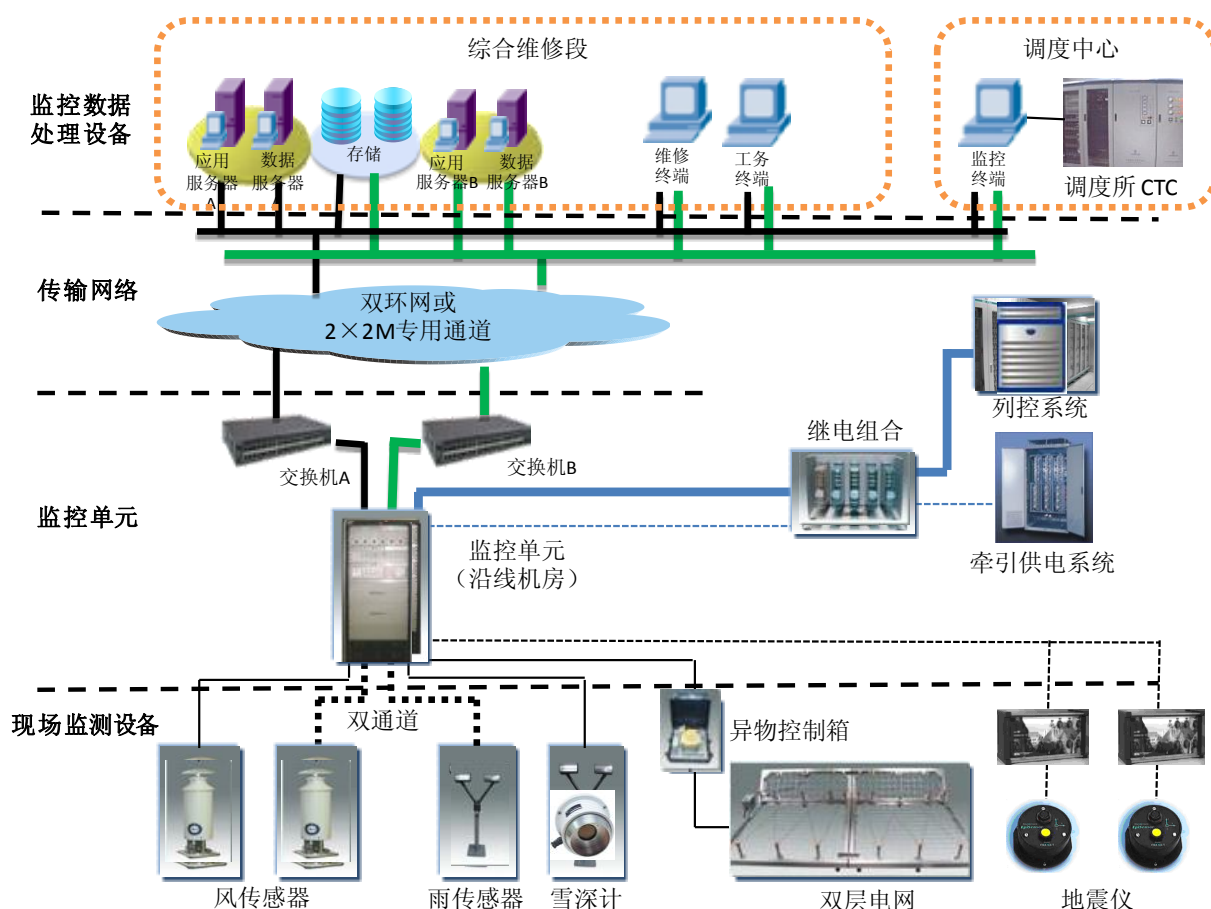 综合维修段
调度中心
监控数据
处理设备
应用
服务器
A
数据
服务器
存储
应用
服务器B
数据
服务器B
维修
终端
工务
终端
监控
终端
调度所 CTC
传输网络
双环网或
2×2M专用通道
列控系统
继电组合
交换机A
交换机B
监控单元
监控单元
（沿线机房）
牵引供电系统
现场监测设备
双通道
异物控制箱
风传感器
雨传感器
雪深计
双层电网
地震仪